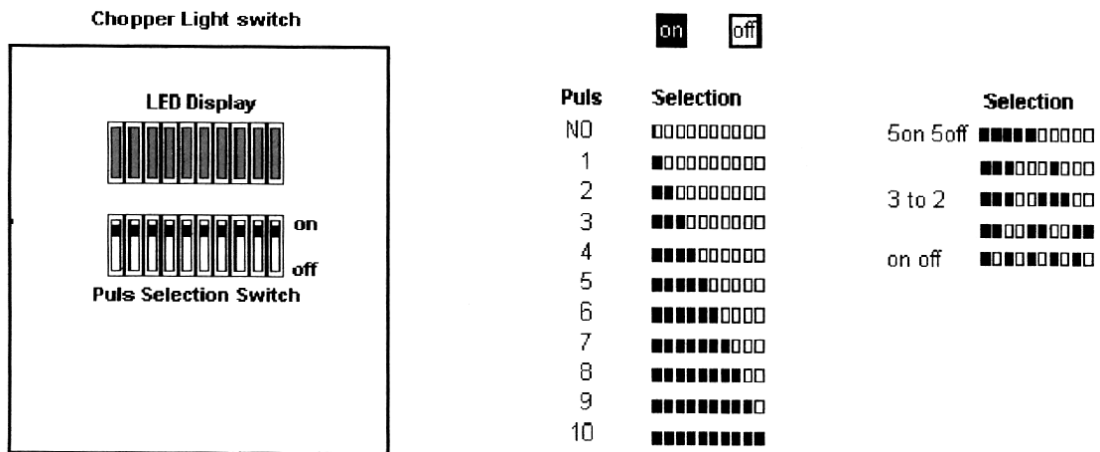 Chopper Light switch
LED Display
on
off
Puls Selection Switch
on off
Puls Selection
NO
1
2
3
4
5
6
7
8
9
10
Selection
5on 5off
3 to 2
on off